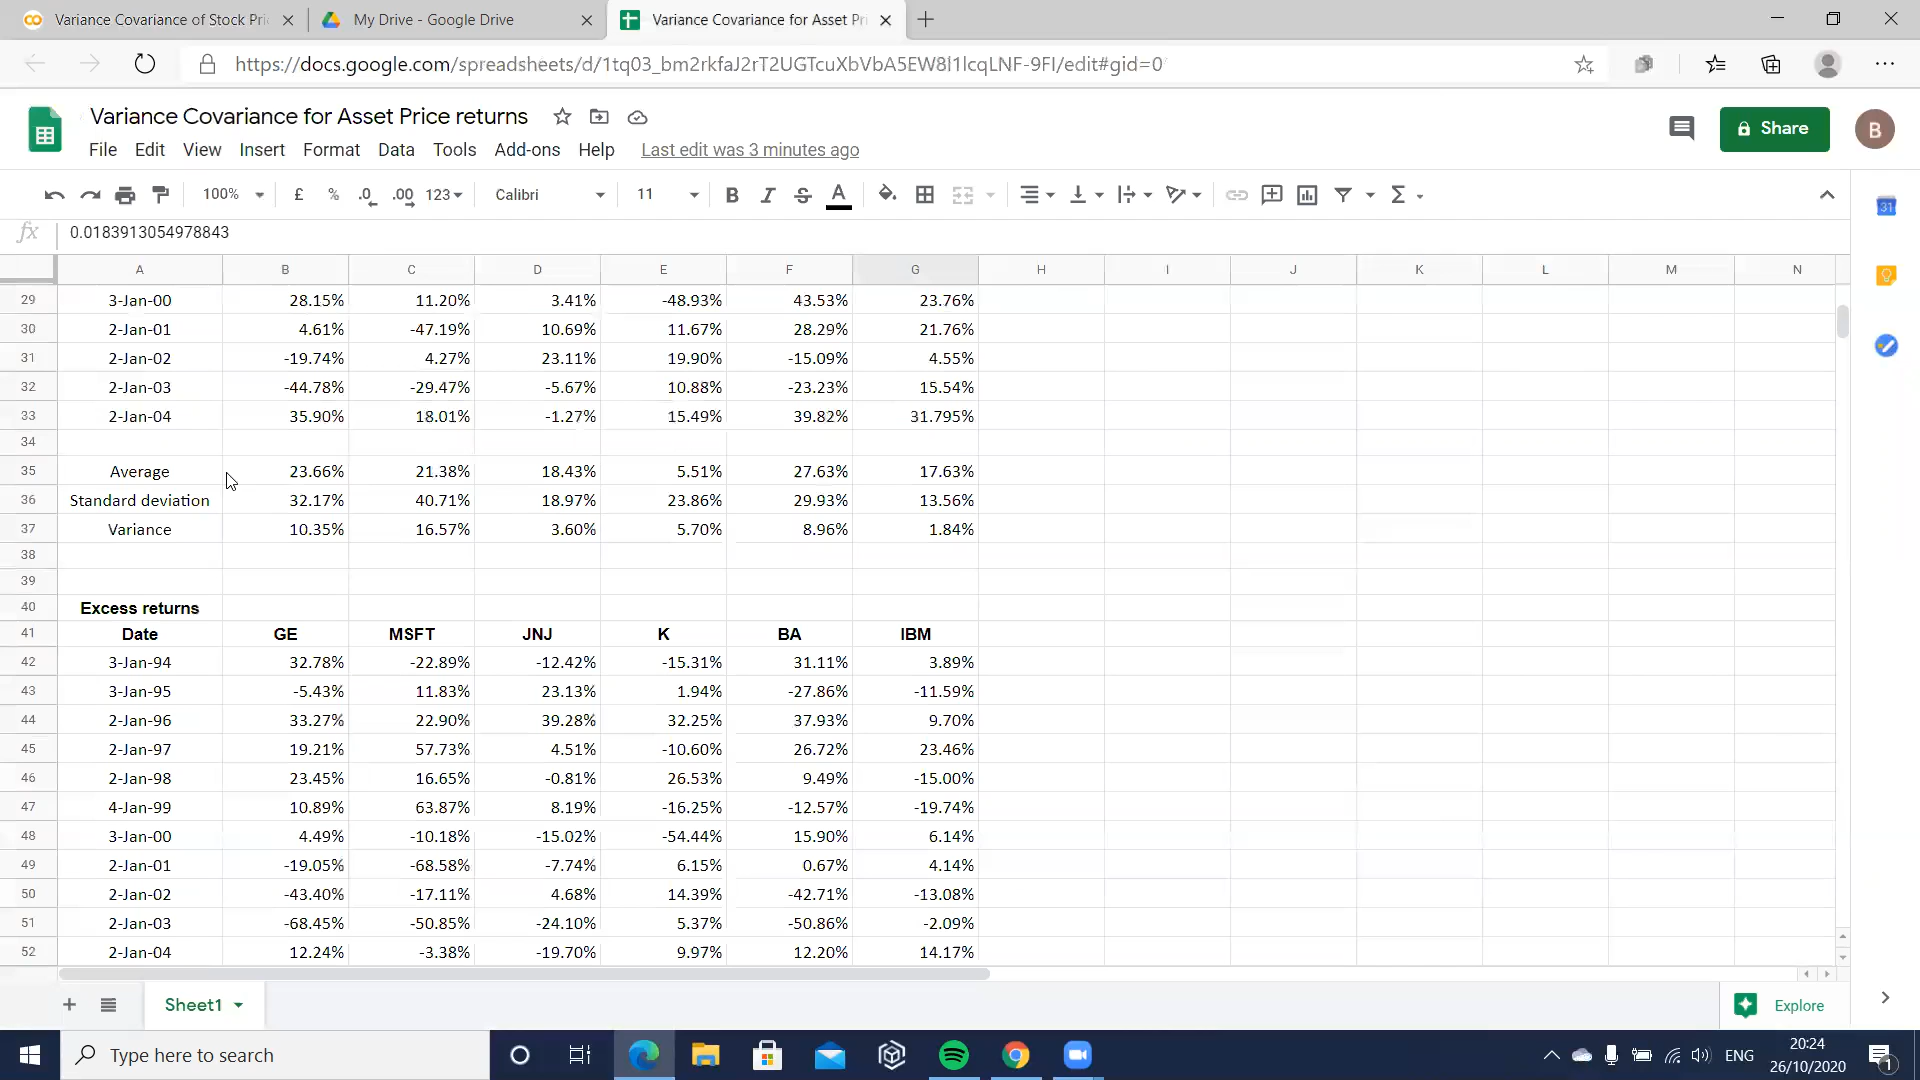 Variance Covariance of Stock Pri
My Drive - Google Drive
Variance Covariance for Asset Pr
https://docs.google.com/spreadsheets/d/1tq03_bm2rkfaJ2rT2UGTcuXbVbA5EW8l1lcqLNF-9FI/edit#gid=0
Variance Covariance for Asset Price returns
Share
B
File Edit View Insert Format Data Tools Add-ons Help Last edit was 3 minutes ago
100% £ % .0 .00 123 Calibri 11 B I S A Σ
31
fx 0.0183913054978843
A B C D E F G H I J K L M N
29 3-Jan-00 28.15% 11.20% 3.41% -48.93% 43.53% 23.76%
30 2-Jan-01 4.61% -47.19% 10.69% 11.67% 28.29% 21.76%
31 2-Jan-02 -19.74% 4.27% 23.11% 19.90% -15.09% 4.55%
32 2-Jan-03 -44.78% -29.47% -5.67% 10.88% -23.23% 15.54%
33 2-Jan-04 35.90% 18.01% -1.27% 15.49% 39.82% 31.795%
34
35 Average 23.66% 21.38% 18.43% 5.51% 27.63% 17.63%
36 Standard deviation 32.17% 40.71% 18.97% 23.86% 29.93% 13.56%
37 Variance 10.35% 16.57% 3.60% 5.70% 8.96% 1.84%
38
39
40 Excess returns
41 Date GE MSFT JNJ K BA IBM
42 3-Jan-94 32.78% -22.89% -12.42% -15.31% 31.11% 3.89%
43 3-Jan-95 -5.43% 11.83% 23.13% 1.94% -27.86% -11.59%
44 2-Jan-96 33.27% 22.90% 39.28% 32.25% 37.93% 9.70%
45 2-Jan-97 19.21% 57.73% 4.51% -10.60% 26.72% 23.46%
46 2-Jan-98 23.45% 16.65% -0.81% 26.53% 9.49% -15.00%
47 4-Jan-99 10.89% 63.87% 8.19% -16.25% -12.57% -19.74%
48 3-Jan-00 4.49% -10.18% -15.02% -54.44% 15.90% 6.14%
49 2-Jan-01 -19.05% -68.58% -7.74% 6.15% 0.67% 4.14%
50 2-Jan-02 -43.40% -17.11% 4.68% 14.39% -42.71% -13.08%
51 2-Jan-03 -68.45% -50.85% -24.10% 5.37% -50.86% -2.09%
52 2-Jan-04 12.24% -3.38% -19.70% 9.97% 12.20% 14.17%
Sheet1
Explore
Type here to search
ENG
20:24
26/10/2020
1